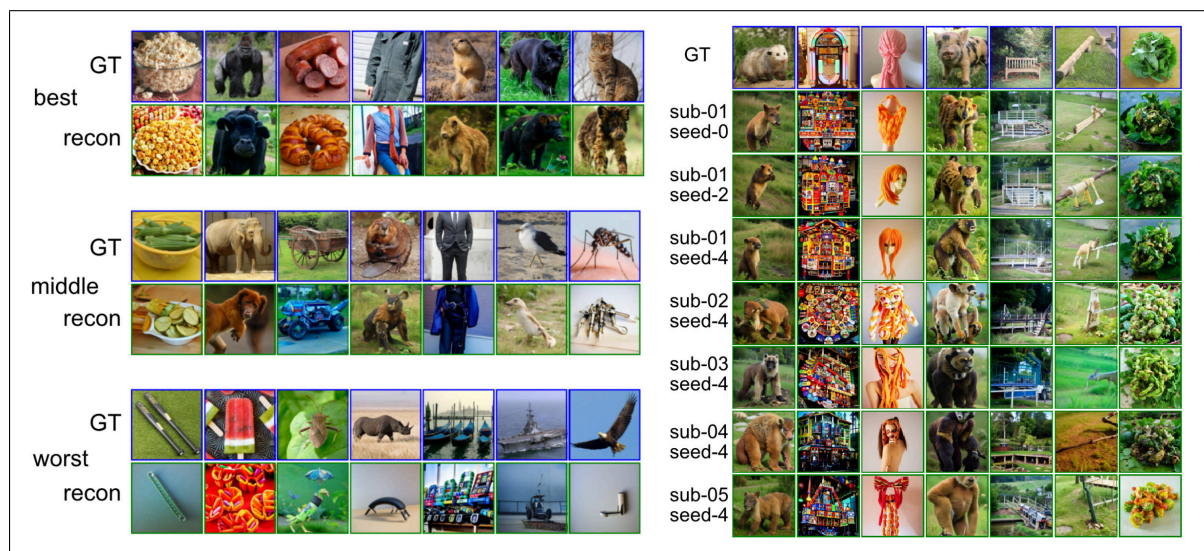 GT
best
recon
GT
middle
recon
GT
worst
recon
GT
sub-01
seed-0
sub-01
seed-2
sub-01
seed-4
sub-02
seed-4
sub-03
seed-4
sub-04
seed-4
sub-05
seed-4